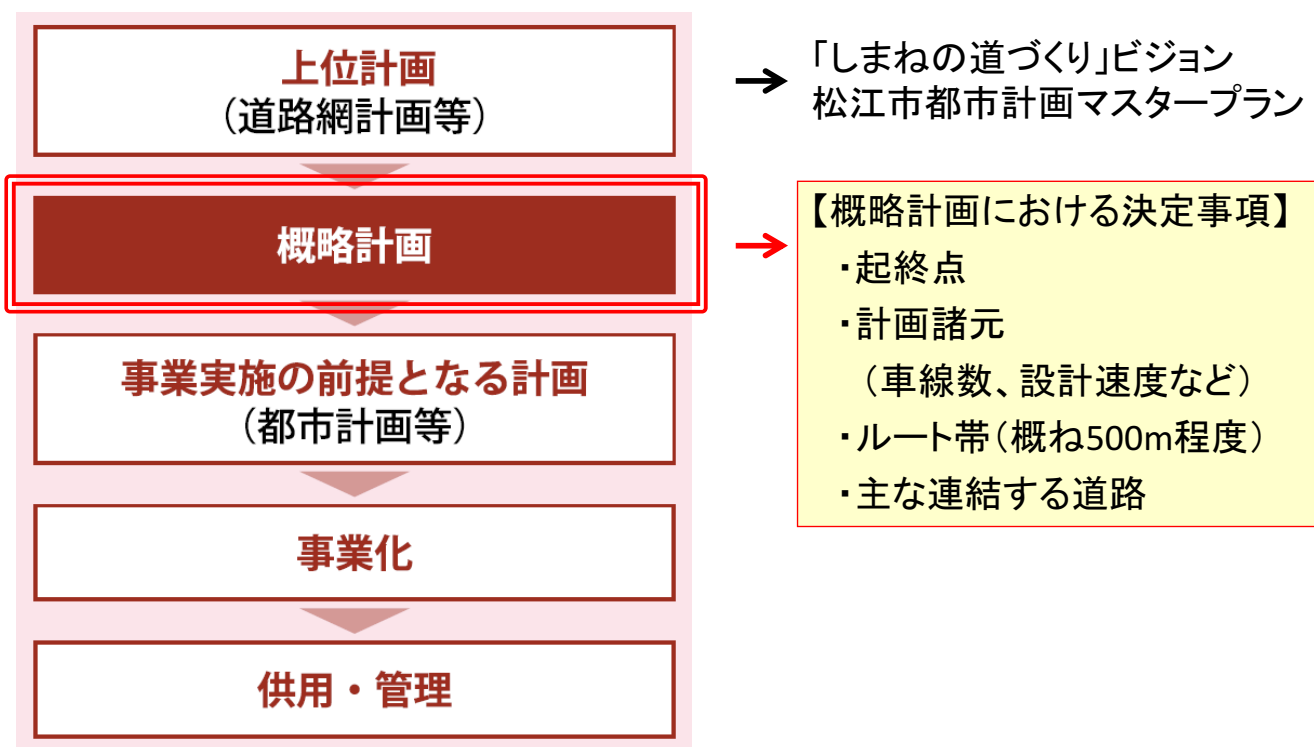 上位計画
（道路網計画等）
→ 「しまねの道づくり」ビジョン
松江市都市計画マスタープラン
概略計画
→ 【概略計画における決定事項】
・起終点
・計画諸元
（車線数、設計速度など）
・ルート帯（概ね500m程度）
・主な連結する道路
事業実施の前提となる計画
（都市計画等）
事業化
供用・管理